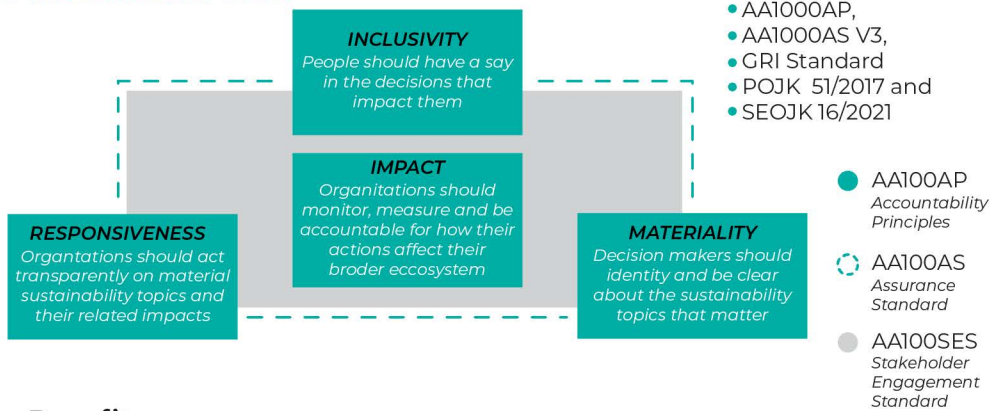 INCLUSIVITY
People should have a say
in the decisions that
impact them
IMPACT
Organitations should
monitor, measure and be
accountable for how their
actions affect their
broder eccosystem
RESPONSIVENESS
Organtations should act
transparently on material
sustainability topics and
their related impacts
MATERIALITY
Decision makers should
identity and be clear
about the sustainability
topics that matter
• AA1000AP,
• AA1000AS V3,
• GRI Standard
• POJK 51/2017 and
• SEOJK 16/2021
AA100AP
Accountability
Principles
AA100AS
Assurance
Standard
AA100SES
Stakeholder
Engagement
Standard